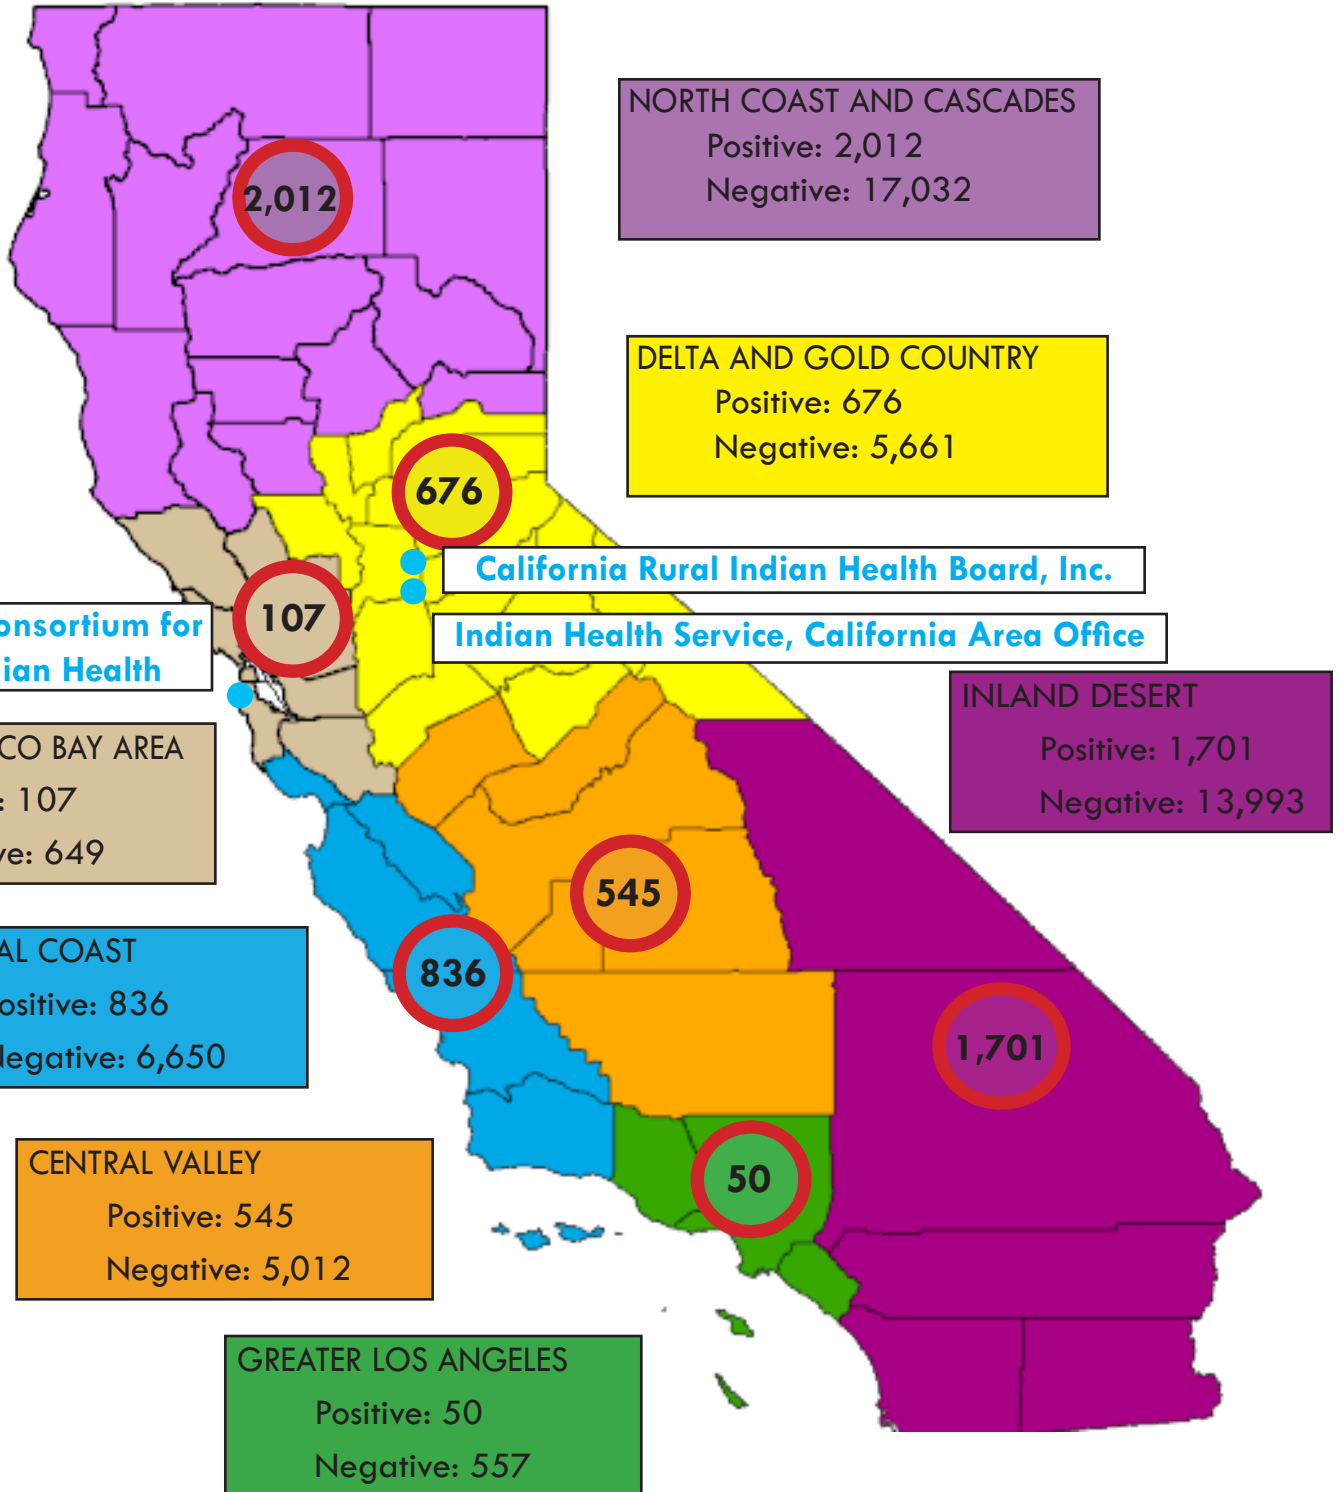 NORTH COAST AND CASCADES
Positive: 2,012
Negative: 17,032
2,012
DELTA AND GOLD COUNTRY
Positive: 676
Negative: 5,661
676
California Rural Indian Health Board, Inc.
107
onsortium for
ian Health
Indian Health Service, California Area Office
INLAND DESERT
Positive: 1,701
Negative: 13,993
CO BAY AREA
: 107
ve: 649
545
AL COAST
ositive: 836
egative: 6,650
836
1,701
CENTRAL VALLEY
Positive: 545
Negative: 5,012
50
GREATER LOS ANGELES
Positive: 50
Negative: 557